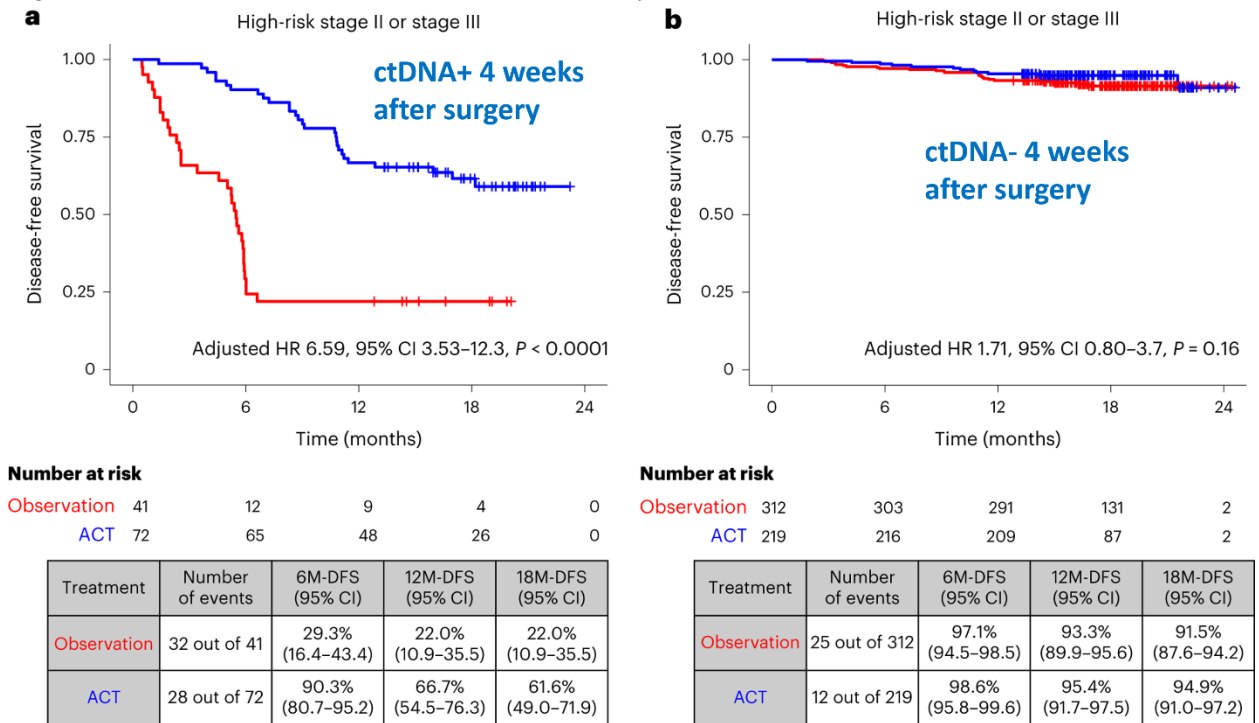 a
High-risk stage II or stage III
1.00
0.75
0.50
0.25
0
Disease-free survival
ctDNA+ 4 weeks
after surgery
Adjusted HR 6.59, 95% CI 3.53–12.3, P < 0.0001
0 6 12 18 24
Time (months)
Number at risk
Observation 41 12 9 4 0
ACT 72 65 48 26 0
Treatment
Number
of events
6M-DFS
(95% CI)
12M-DFS
(95% CI)
18M-DFS
(95% CI)
Observation
32 out of 41
29.3%
(16.4–43.4)
22.0%
(10.9–35.5)
22.0%
(10.9–35.5)
ACT
28 out of 72
90.3%
(80.7–95.2)
66.7%
(54.5–76.3)
61.6%
(49.0–71.9)
b
High-risk stage II or stage III
1.00
0.75
0.50
0.25
0
Disease-free survival
ctDNA- 4 weeks
after surgery
Adjusted HR 1.71, 95% CI 0.80–3.7, P = 0.16
0 6 12 18 24
Time (months)
Number at risk
Observation 312 303 291 131 2
ACT 219 216 209 87 2
Treatment
Number
of events
6M-DFS
(95% CI)
12M-DFS
(95% CI)
18M-DFS
(95% CI)
Observation
25 out of 312
97.1%
(94.5–98.5)
93.3%
(89.9–95.6)
91.5%
(87.6–94.2)
ACT
12 out of 219
98.6%
(95.8–99.6)
95.4%
(91.7–97.5)
94.9%
(91.0–97.2)